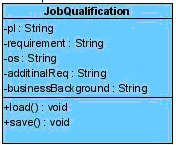 JobQualification
-pl : String
-requirement : String
-os : String
-additinalReq : String
-businessBackground : String
+load() : void
+save() : void